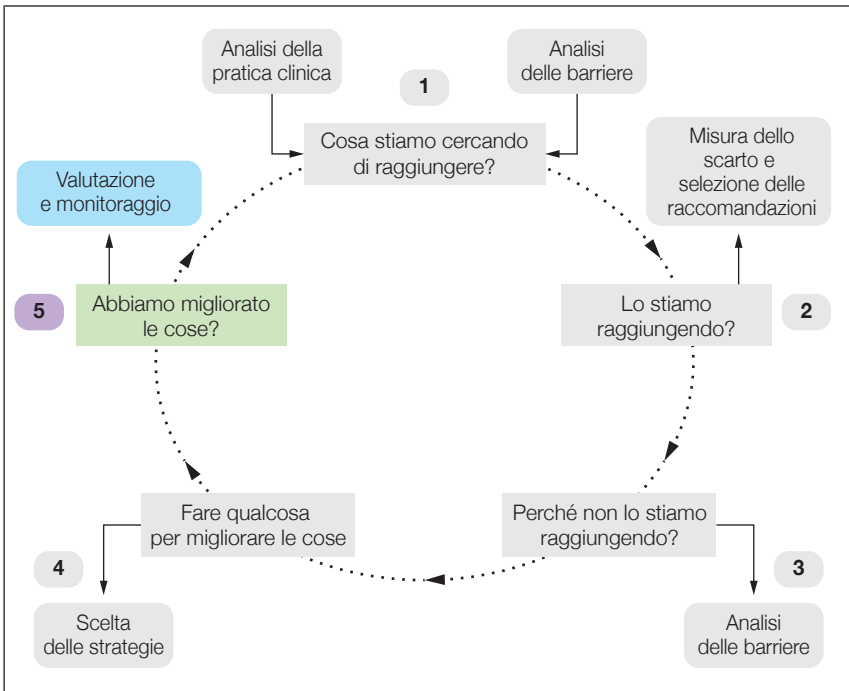 Analisi della
pratica clinica
1
Analisi
delle barriere
Cosa stiamo cercando
di raggiungere?
Misura dello
scarto e
selezione delle
raccomandazioni
Valutazione
e monitoraggio
5
Abbiamo migliorato
le cose?
Lo stiamo
raggiungendo?
2
Fare qualcosa
per migliorare le cose
Perché non lo stiamo
raggiungendo?
4
3
Scelta
delle strategie
Analisi
delle barriere